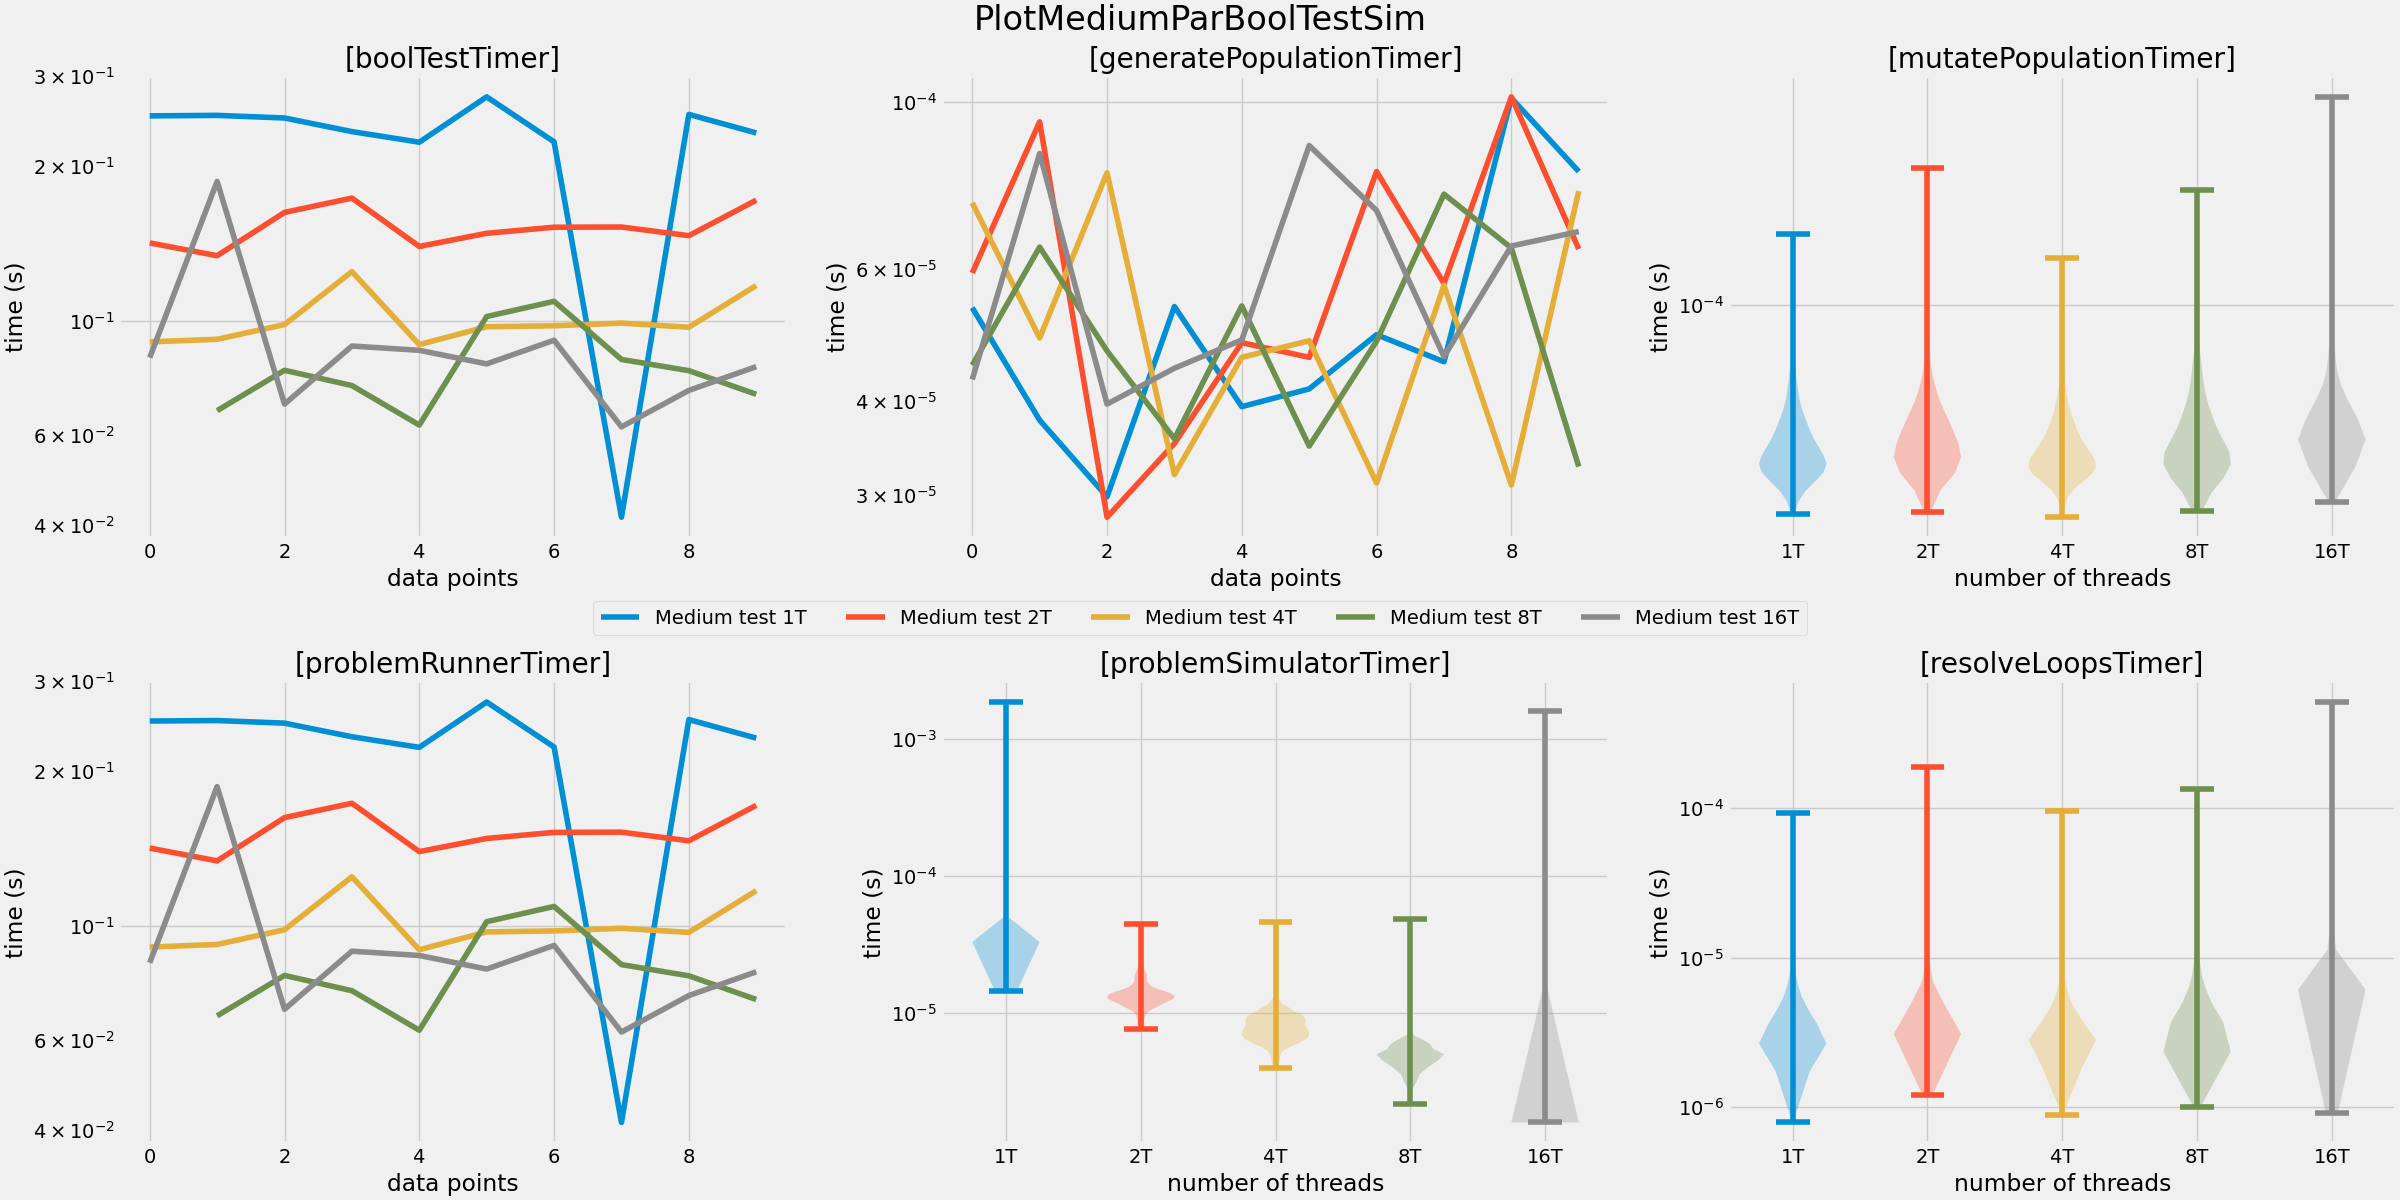 PlotMediumParBoolTestSim
[boolTestTimer]
3 × 10⁻¹
2 × 10⁻¹
10⁻¹
6 × 10⁻²
4 × 10⁻²
time (s)
0 2 4 6 8
data points
[generatePopulationTimer]
10⁻⁴
6 × 10⁻⁵
4 × 10⁻⁵
3 × 10⁻⁵
time (s)
0 2 4 6 8
data points
[mutatePopulationTimer]
10⁻⁴
time (s)
1T 2T 4T 8T 16T
number of threads
Medium test 1T Medium test 2T Medium test 4T Medium test 8T Medium test 16T
[problemRunnerTimer]
3 × 10⁻¹
2 × 10⁻¹
10⁻¹
6 × 10⁻²
4 × 10⁻²
time (s)
0 2 4 6 8
data points
[problemSimulatorTimer]
10⁻³
10⁻⁴
10⁻⁵
time (s)
1T 2T 4T 8T 16T
number of threads
[resolveLoopsTimer]
10⁻⁴
10⁻⁵
10⁻⁶
time (s)
1T 2T 4T 8T 16T
number of threads